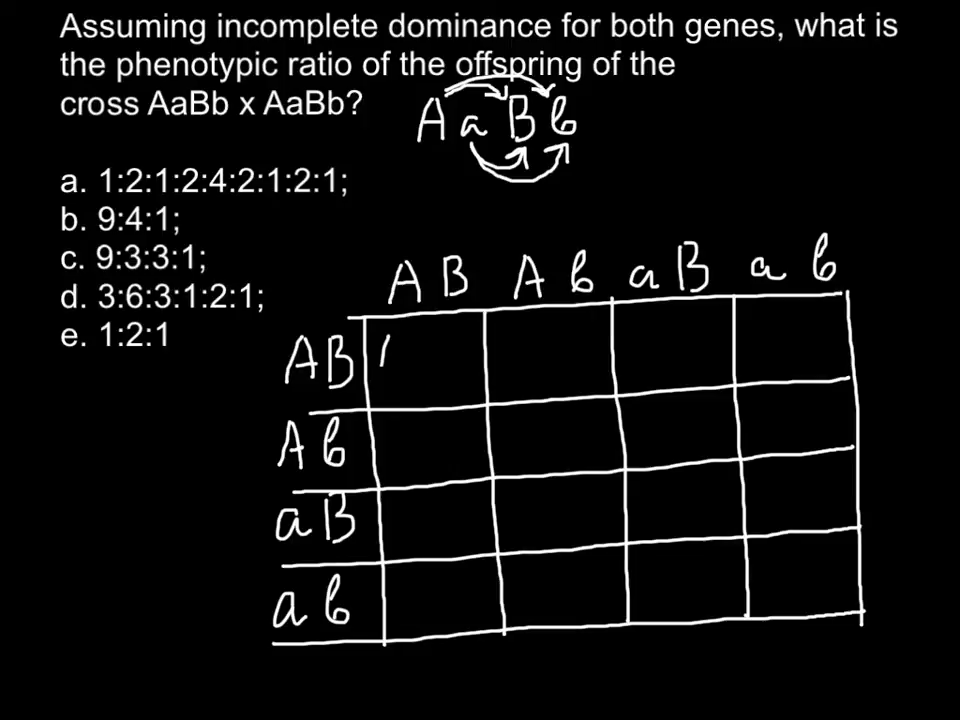 Assuming incomplete dominance for both genes, what is
the phenotypic ratio of the offspring of the
cross AaBb x AaBb?
A a B b
a. 1:2:1:2:4:2:1:2:1;
b. 9:4:1;
c. 9:3:3:1;
d. 3:6:3:1:2:1;
e. 1:2:1
AB Ab aB ab
AB
Ab
aB
ab